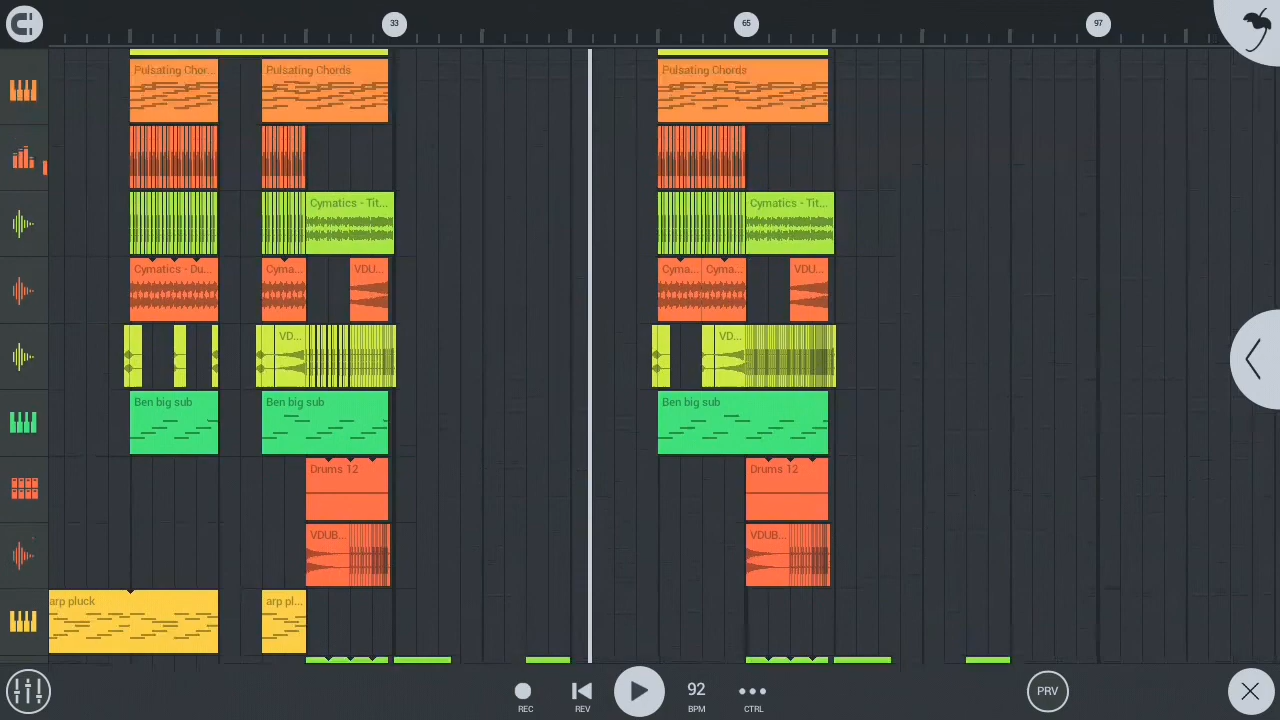 33
65
97
Pulsating Chor...
Pulsating Chords
Pulsating Chords
Cymatics - Tit...
Cymatics - Tit...
Cymatics - Du...
Cyma...
VDU...
Cyma...
Cyma...
VDU...
VD...
VD...
Ben big sub
Ben big sub
Ben big sub
Drums 12
Drums 12
VDUB...
VDUB...
arp pluck
arp pl...
REC
REV
92
BPM
CTRL
PRV